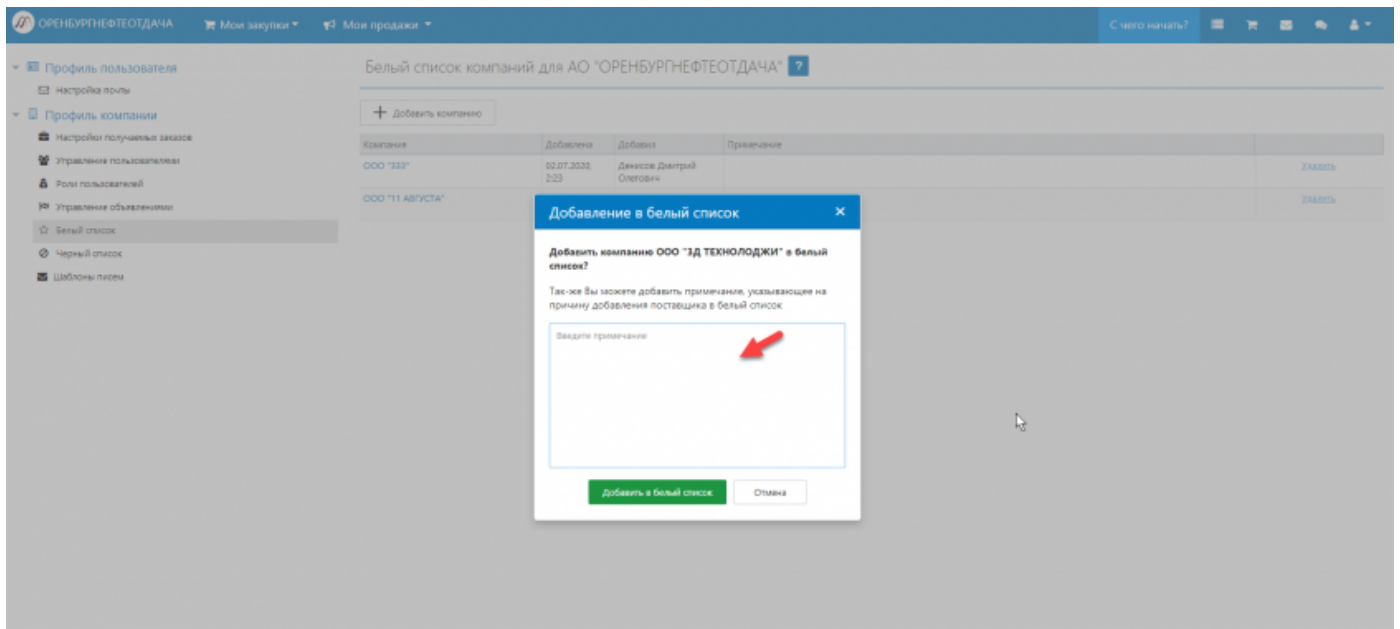 ОРЕНБУРГНЕФТЕОТДАЧА
Мои закупки
Мои продажи
С чего начать?
Профиль пользователя
Настройка почты
Профиль компании
Настройки получаемых заказов
Управление пользователями
Роли пользователей
Управление объявлениями
Белый список
Черный список
Шаблоны писем
Белый список компаний для АО "ОРЕНБУРГНЕФТЕОТДАЧА" ?
Добавить компанию
Компания Добавлена Добавил Примечание
ООО "333" 02.07.2020, Денисов Дмитрий Удалить
2:23 Олегович
ООО "11 АВГУСТА" Удалить
Добавление в белый список ×
Добавить компанию ООО "3Д ТЕХНОЛОДЖИ" в белый
список?
Так-же Вы можете добавить примечание, указывающее на
причину добавления поставщика в белый список
Введите примечание
Добавить в белый список Отмена